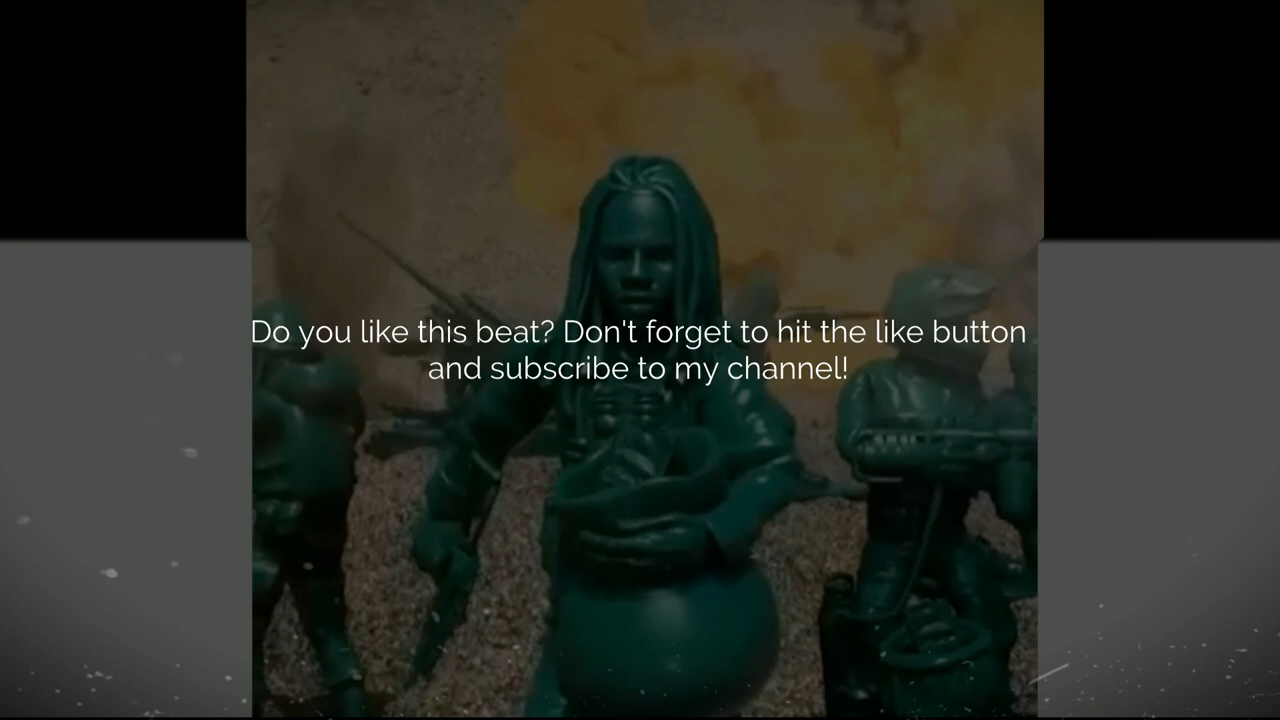 Do you like this beat? Don't forget to hit the like button
and subscribe to my channel!